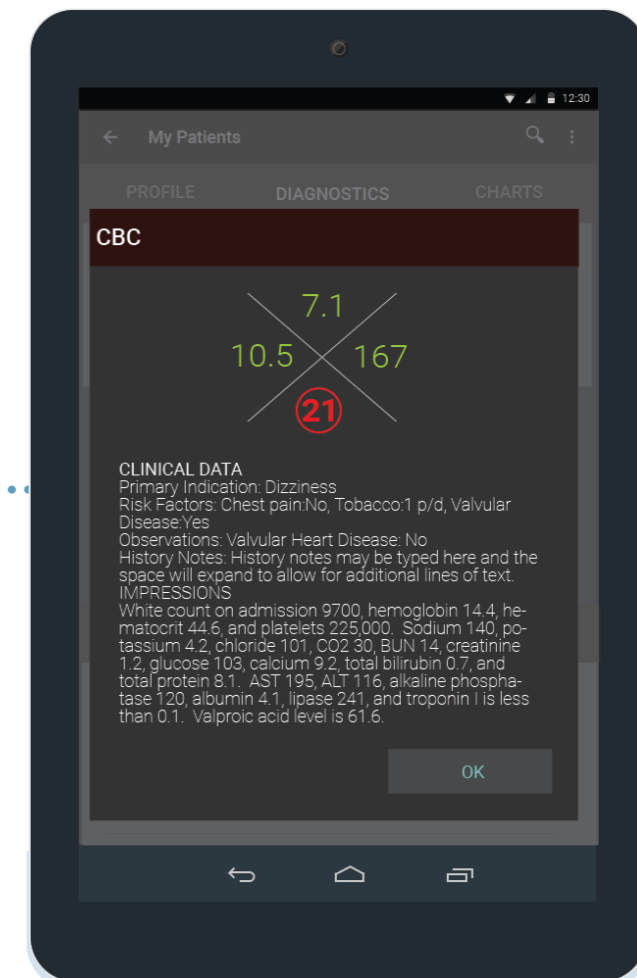 12:30
My Patients
PROFILE DIAGNOSTICS CHARTS
CBC
7.1
10.5 167
21
CLINICAL DATA
Primary Indication: Dizziness
Risk Factors: Chest pain:No, Tobacco:1 p/d, Valvular
Disease:Yes
Observations: Valvular Heart Disease: No
History Notes: History notes may be typed here and the
space will expand to allow for additional lines of text.
IMPRESSIONS
White count on admission 9700, hemoglobin 14.4, he-
matocrit 44.6, and platelets 225,000. Sodium 140, po-
tassium 4.2, chloride 101, CO2 30, BUN 14, creatinine
1.2, glucose 103, calcium 9.2, total bilirubin 0.7, and
total protein 8.1. AST 195, ALT 116, alkaline phospha-
tase 120, albumin 4.1, lipase 241, and troponin I is less
than 0.1. Valproic acid level is 61.6.
OK